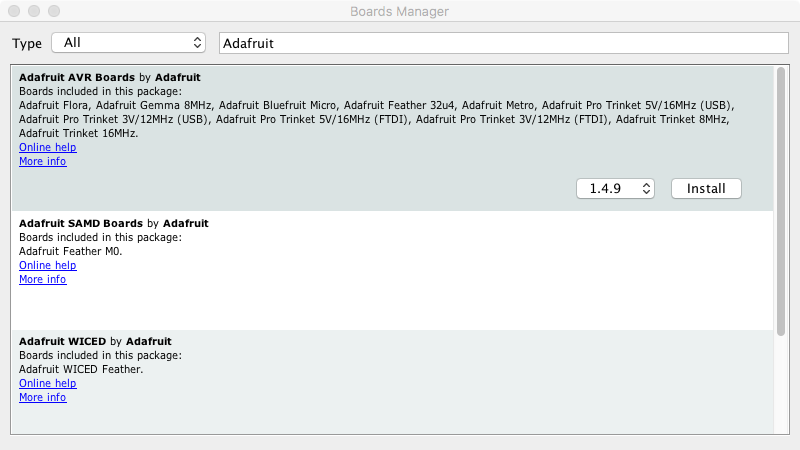 Boards Manager
Type All Adafruit
Adafruit AVR Boards by Adafruit
Boards included in this package:
Adafruit Flora, Adafruit Gemma 8MHz, Adafruit Bluefruit Micro, Adafruit Feather 32u4, Adafruit Metro, Adafruit Pro Trinket 5V/16MHz (USB),
Adafruit Pro Trinket 3V/12MHz (USB), Adafruit Pro Trinket 5V/16MHz (FTDI), Adafruit Pro Trinket 3V/12MHz (FTDI), Adafruit Trinket 8MHz,
Adafruit Trinket 16MHz.
Online help
More info
1.4.9 Install
Adafruit SAMD Boards by Adafruit
Boards included in this package:
Adafruit Feather M0.
Online help
More info
Adafruit WICED by Adafruit
Boards included in this package:
Adafruit WICED Feather.
Online help
More info